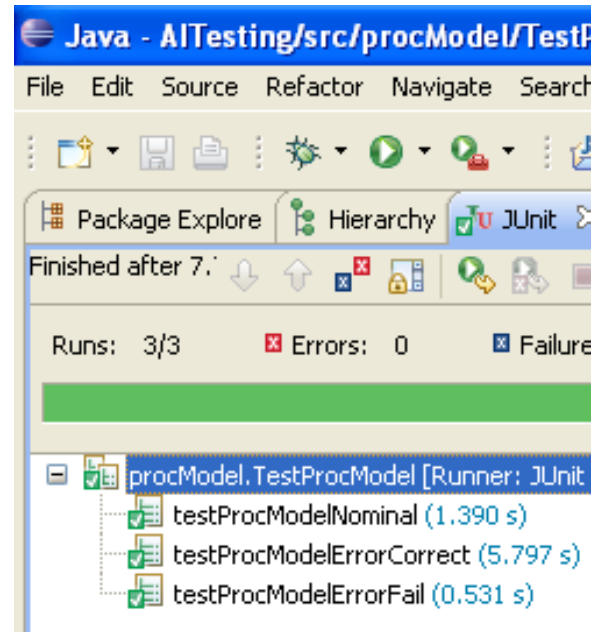 Java - AITesting/src/procModel/TestP
File Edit Source Refactor Navigate Search
Package Explore Hierarchy JU JUnit
Finished after 7.
Runs: 3/3 Errors: 0 Failure
procModel.TestProcModel [Runner: JUnit
testProcModelNominal (1.390 s)
testProcModelErrorCorrect (5.797 s)
testProcModelErrorFail (0.531 s)